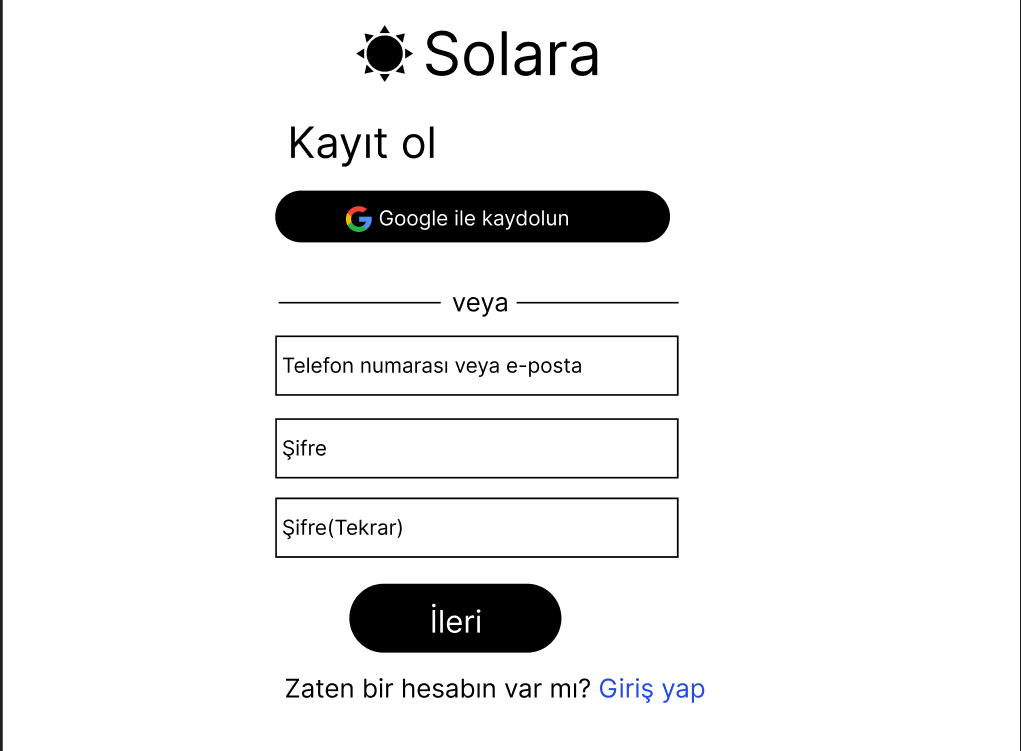 Solara
Kayıt ol
Google ile kaydolun
veya
Telefon numarası veya e-posta
Şifre
Şifre(Tekrar)
İleri
Zaten bir hesabın var mı? Giriş yap